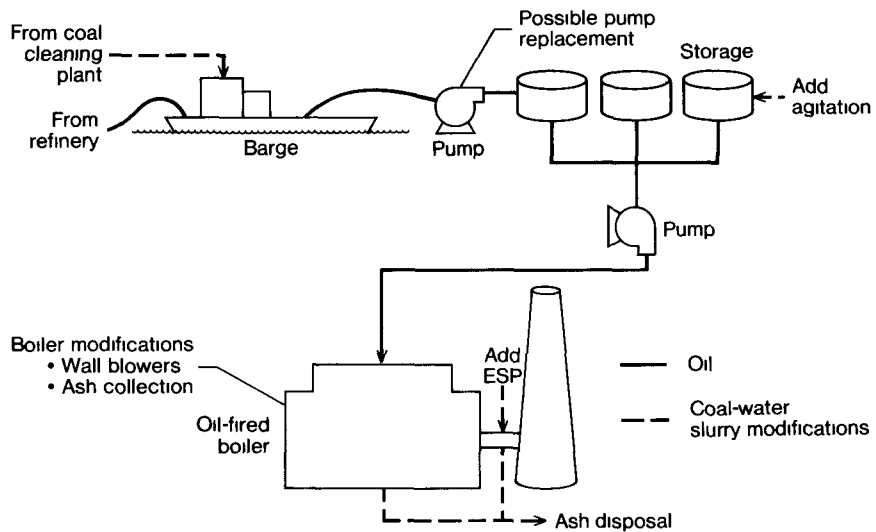 From coal
cleaning
plant
Possible pump
replacement
Storage
Add
agitation
From
refinery
Barge
Pump
Pump
Boiler modifications
• Wall blowers
• Ash collection
Add
ESP
Oil
Oil-fired
boiler
Coal-water
slurry modifications
Ash disposal